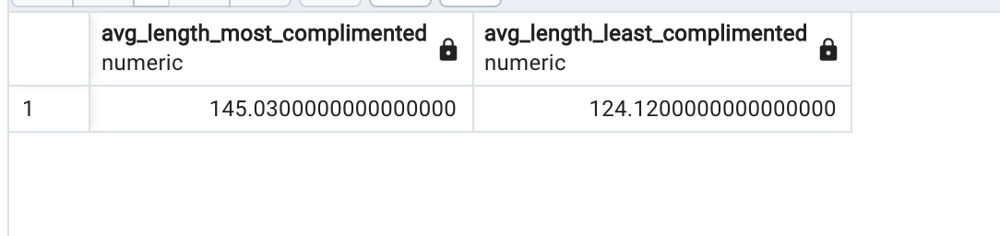 avg_length_most_complimented avg_length_least_complimented
numeric numeric
1 145.0300000000000000 124.1200000000000000